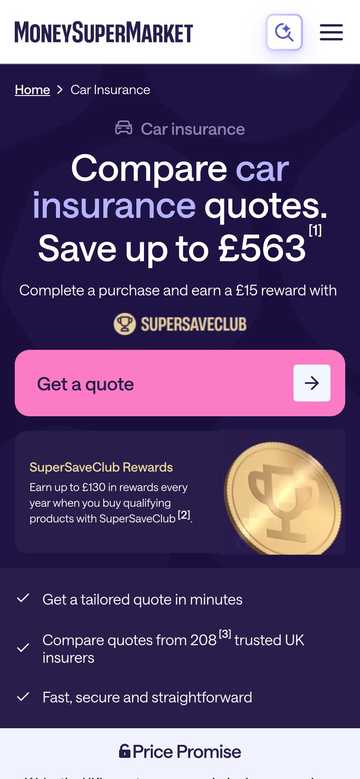 MONEYSUPERMARKET
Home > Car Insurance
Car insurance
Compare car
insurance quotes.
Save up to £563[1]
Complete a purchase and earn a £15 reward with
SUPERSAVECLUB
Get a quote
SuperSaveClub Rewards
Earn up to £130 in rewards every
year when you buy qualifying
products with SuperSaveClub [2].
Get a tailored quote in minutes
Compare quotes from 208[3] trusted UK
insurers
Fast, secure and straightforward
Price Promise